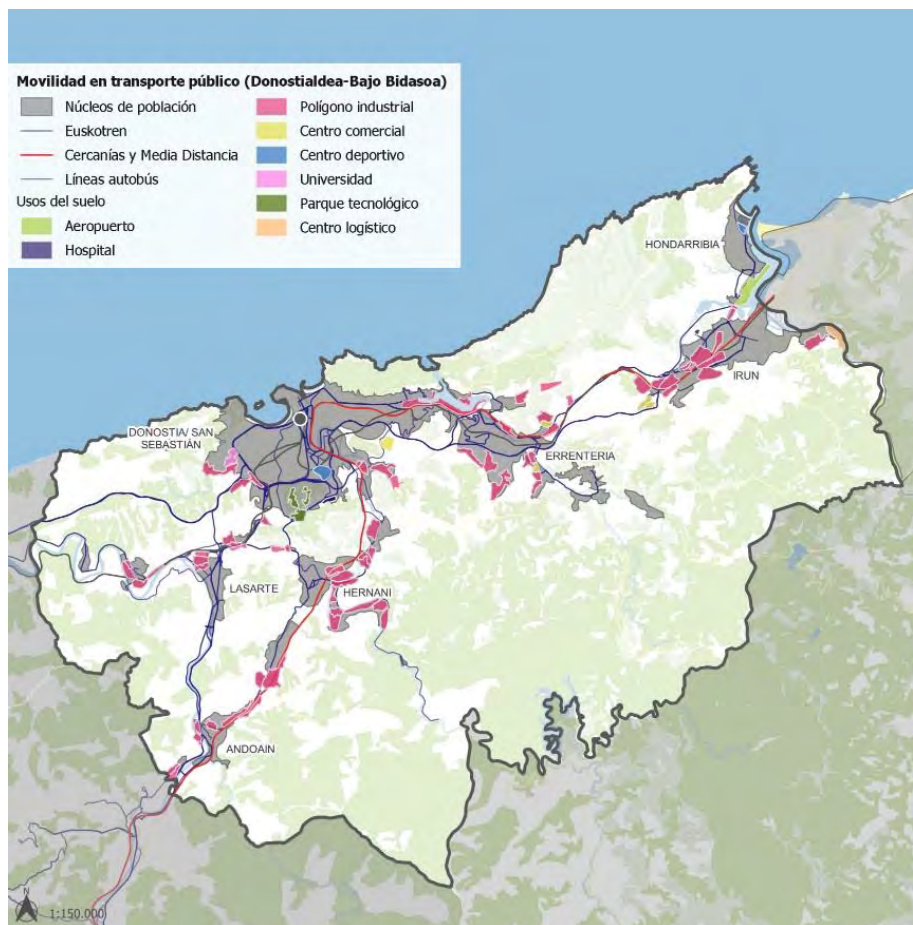 Movilidad en transporte público (Donostialdea-Bajo Bidasoa)
Núcleos de población
Euskotren
Cercanías y Media Distancia
Líneas autobús
Usos del suelo
Aeropuerto
Hospital
Polígono industrial
Centro comercial
Centro deportivo
Universidad
Parque tecnológico
Centro logístico
HONDARRIBIA
IRUN
DONOSTIA/ SAN
SEBASTIÁN
ERRENTERIA
LASARTE
HERNANI
ANDOAIN
N
1:150.000